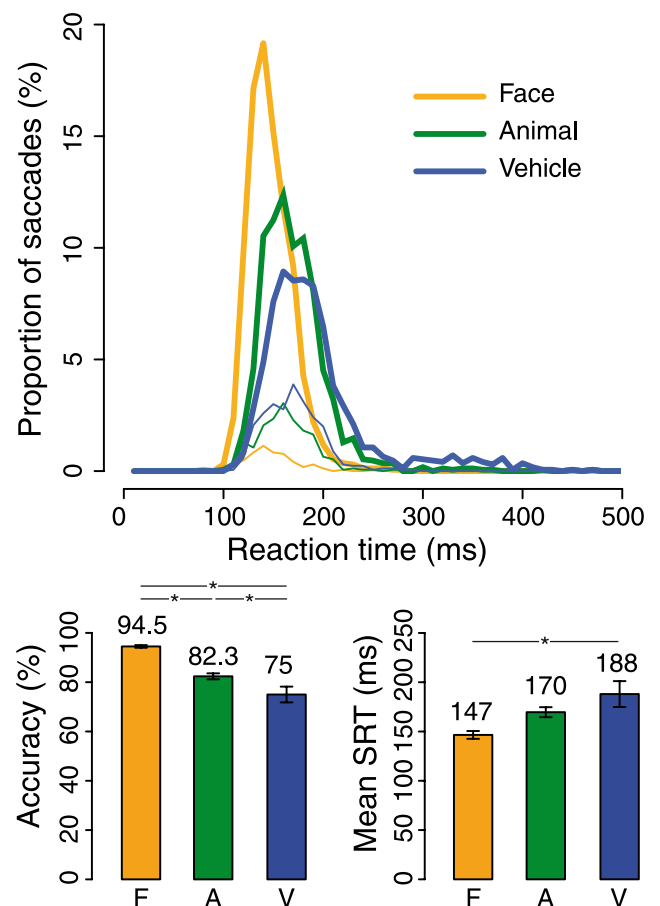 Proportion of saccades (%)
20
15
10
5
0
Face
Animal
Vehicle
0 100 200 300 400 500
Reaction time (ms)
Accuracy (%)
0 20 40 60 80 100
* * *
94.5
82.3
75
F A V
Mean SRT (ms)
0 50 100 150 200 250
*
147
170
188
F A V